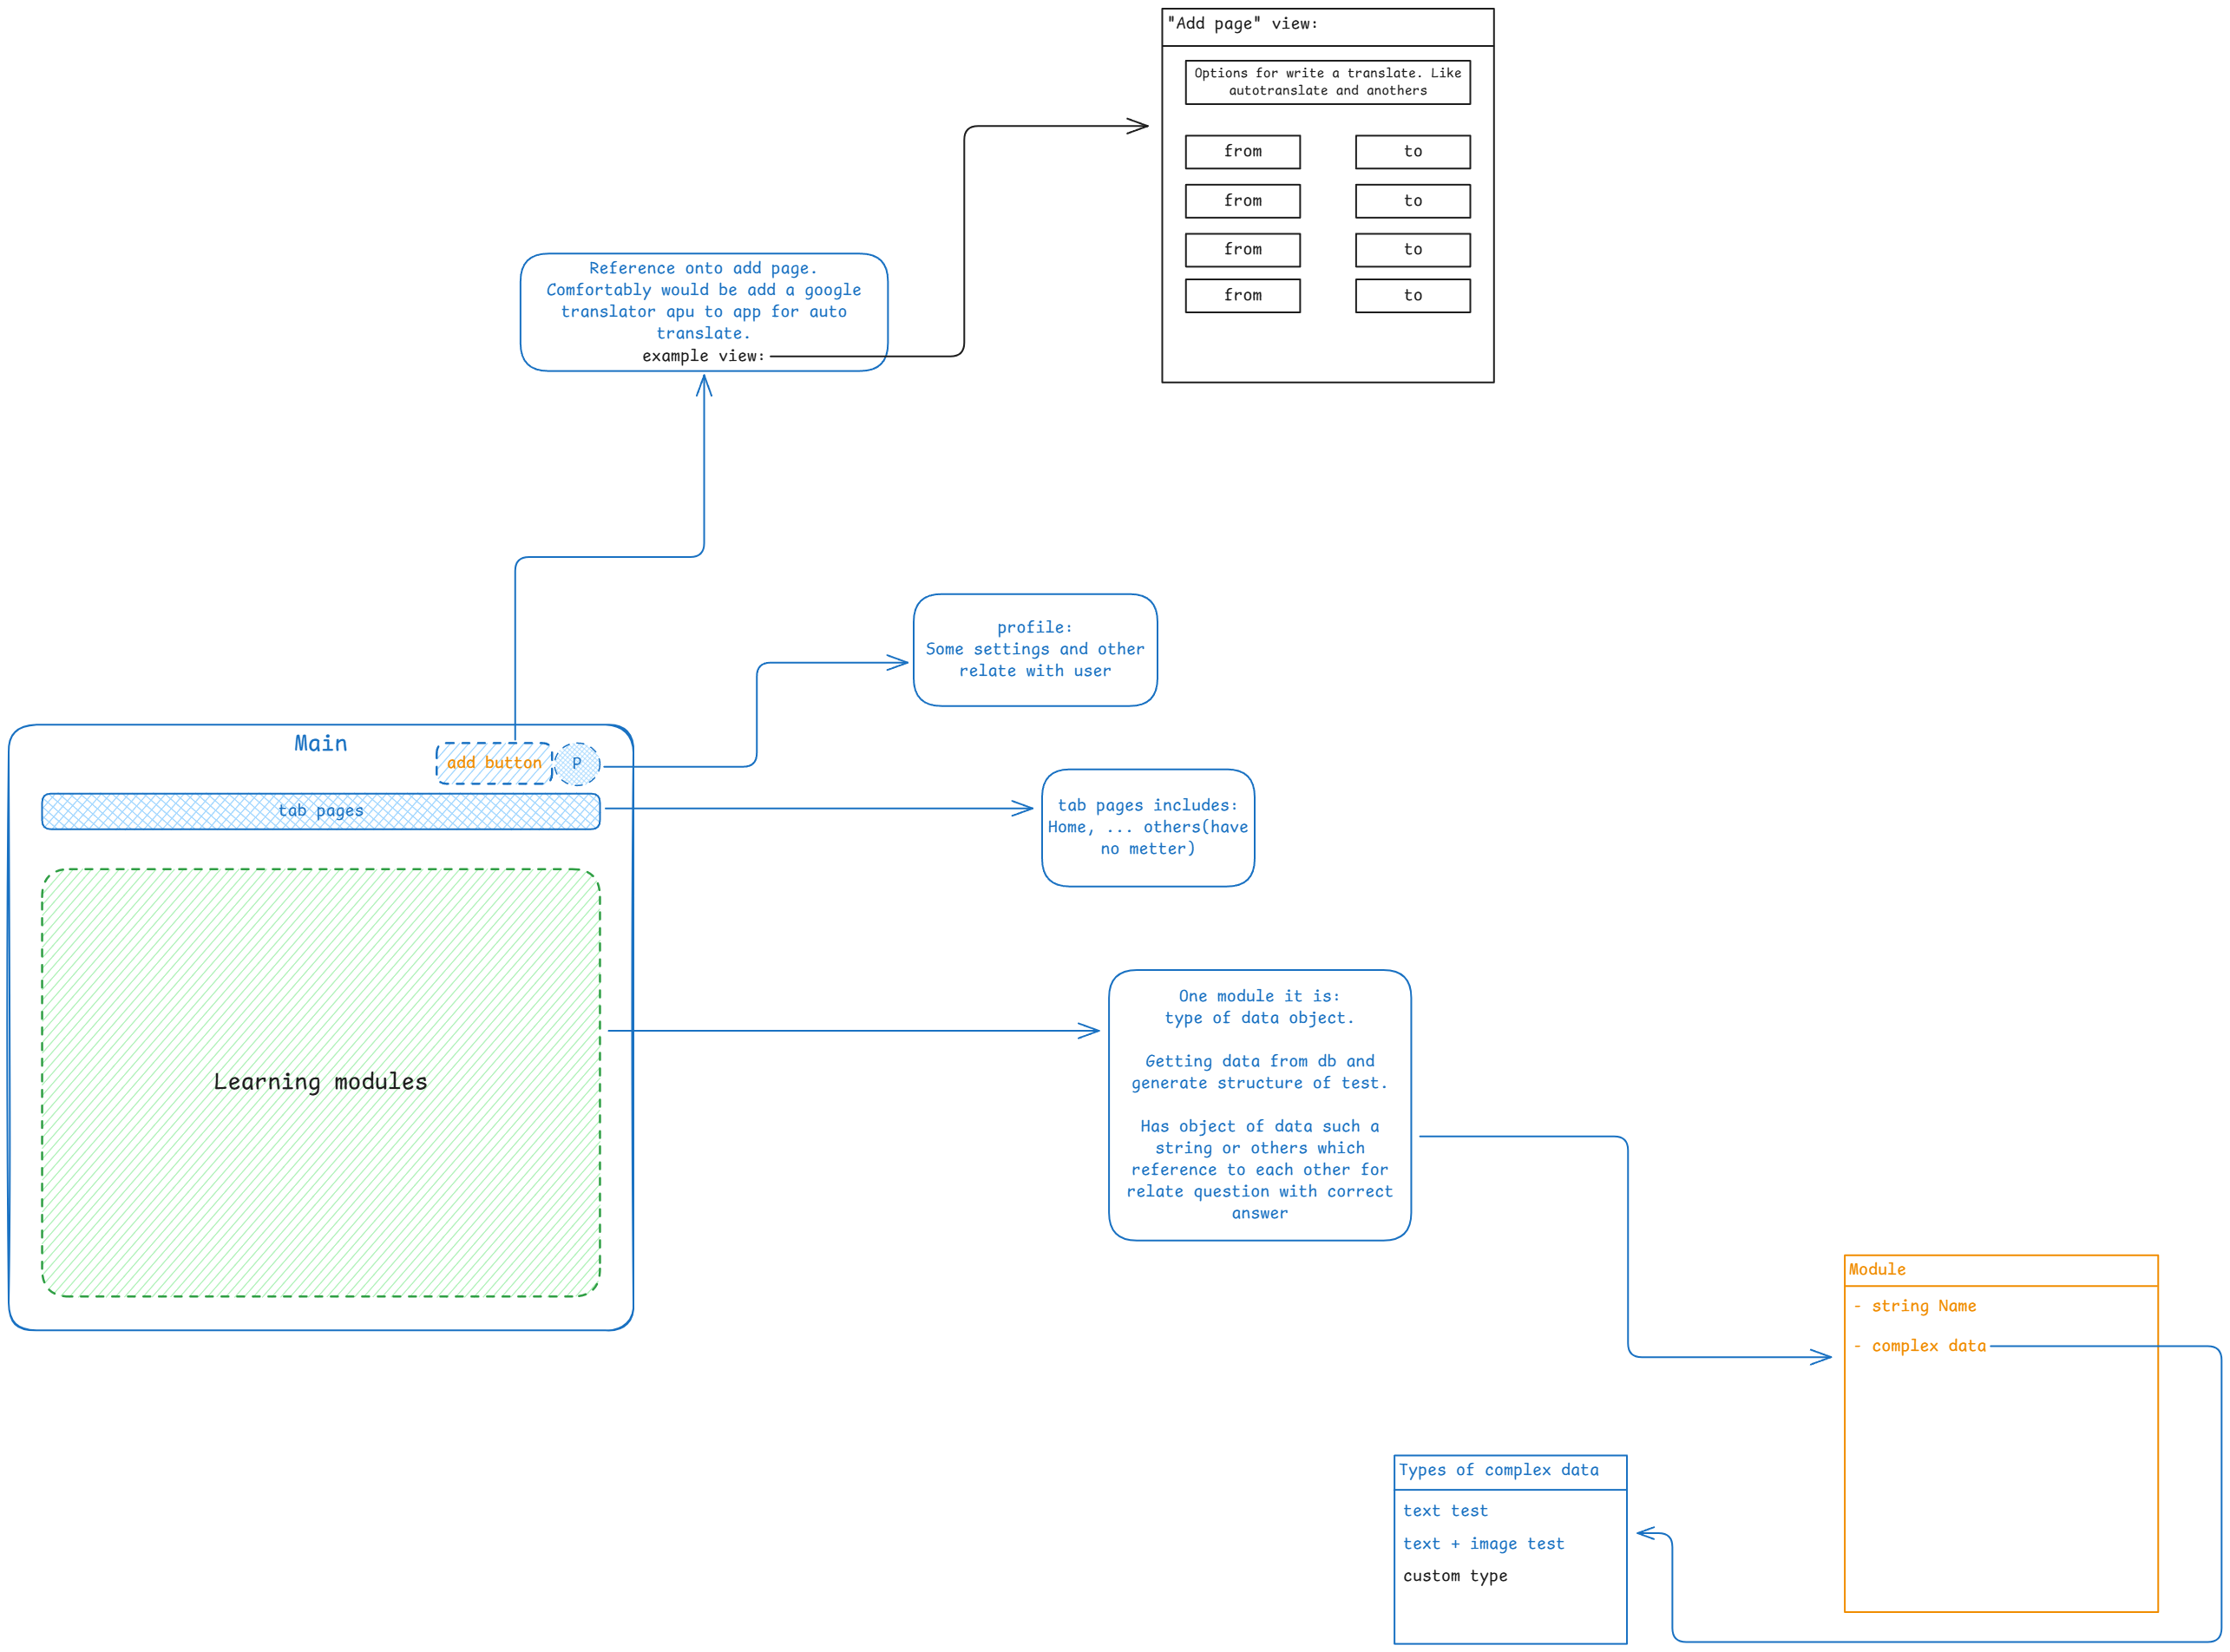 "Add page" view:
Options for write a translate. Like
autotranslate and anothers
from
to
from
to
from
to
from
to
Reference onto add page.
Comfortably would be add a google
translator apu to app for auto
translate.
example view:
profile:
Some settings and other
relate with user
Main
add button
P
tab pages
tab pages includes:
Home, ... others(have
no metter)
Learning modules
One module it is:
type of data object.
Getting data from db and
generate structure of test.
Has object of data such a
string or others which
reference to each other for
relate question with correct
answer
Module
- string Name
- complex data
Types of complex data
text test
text + image test
custom type